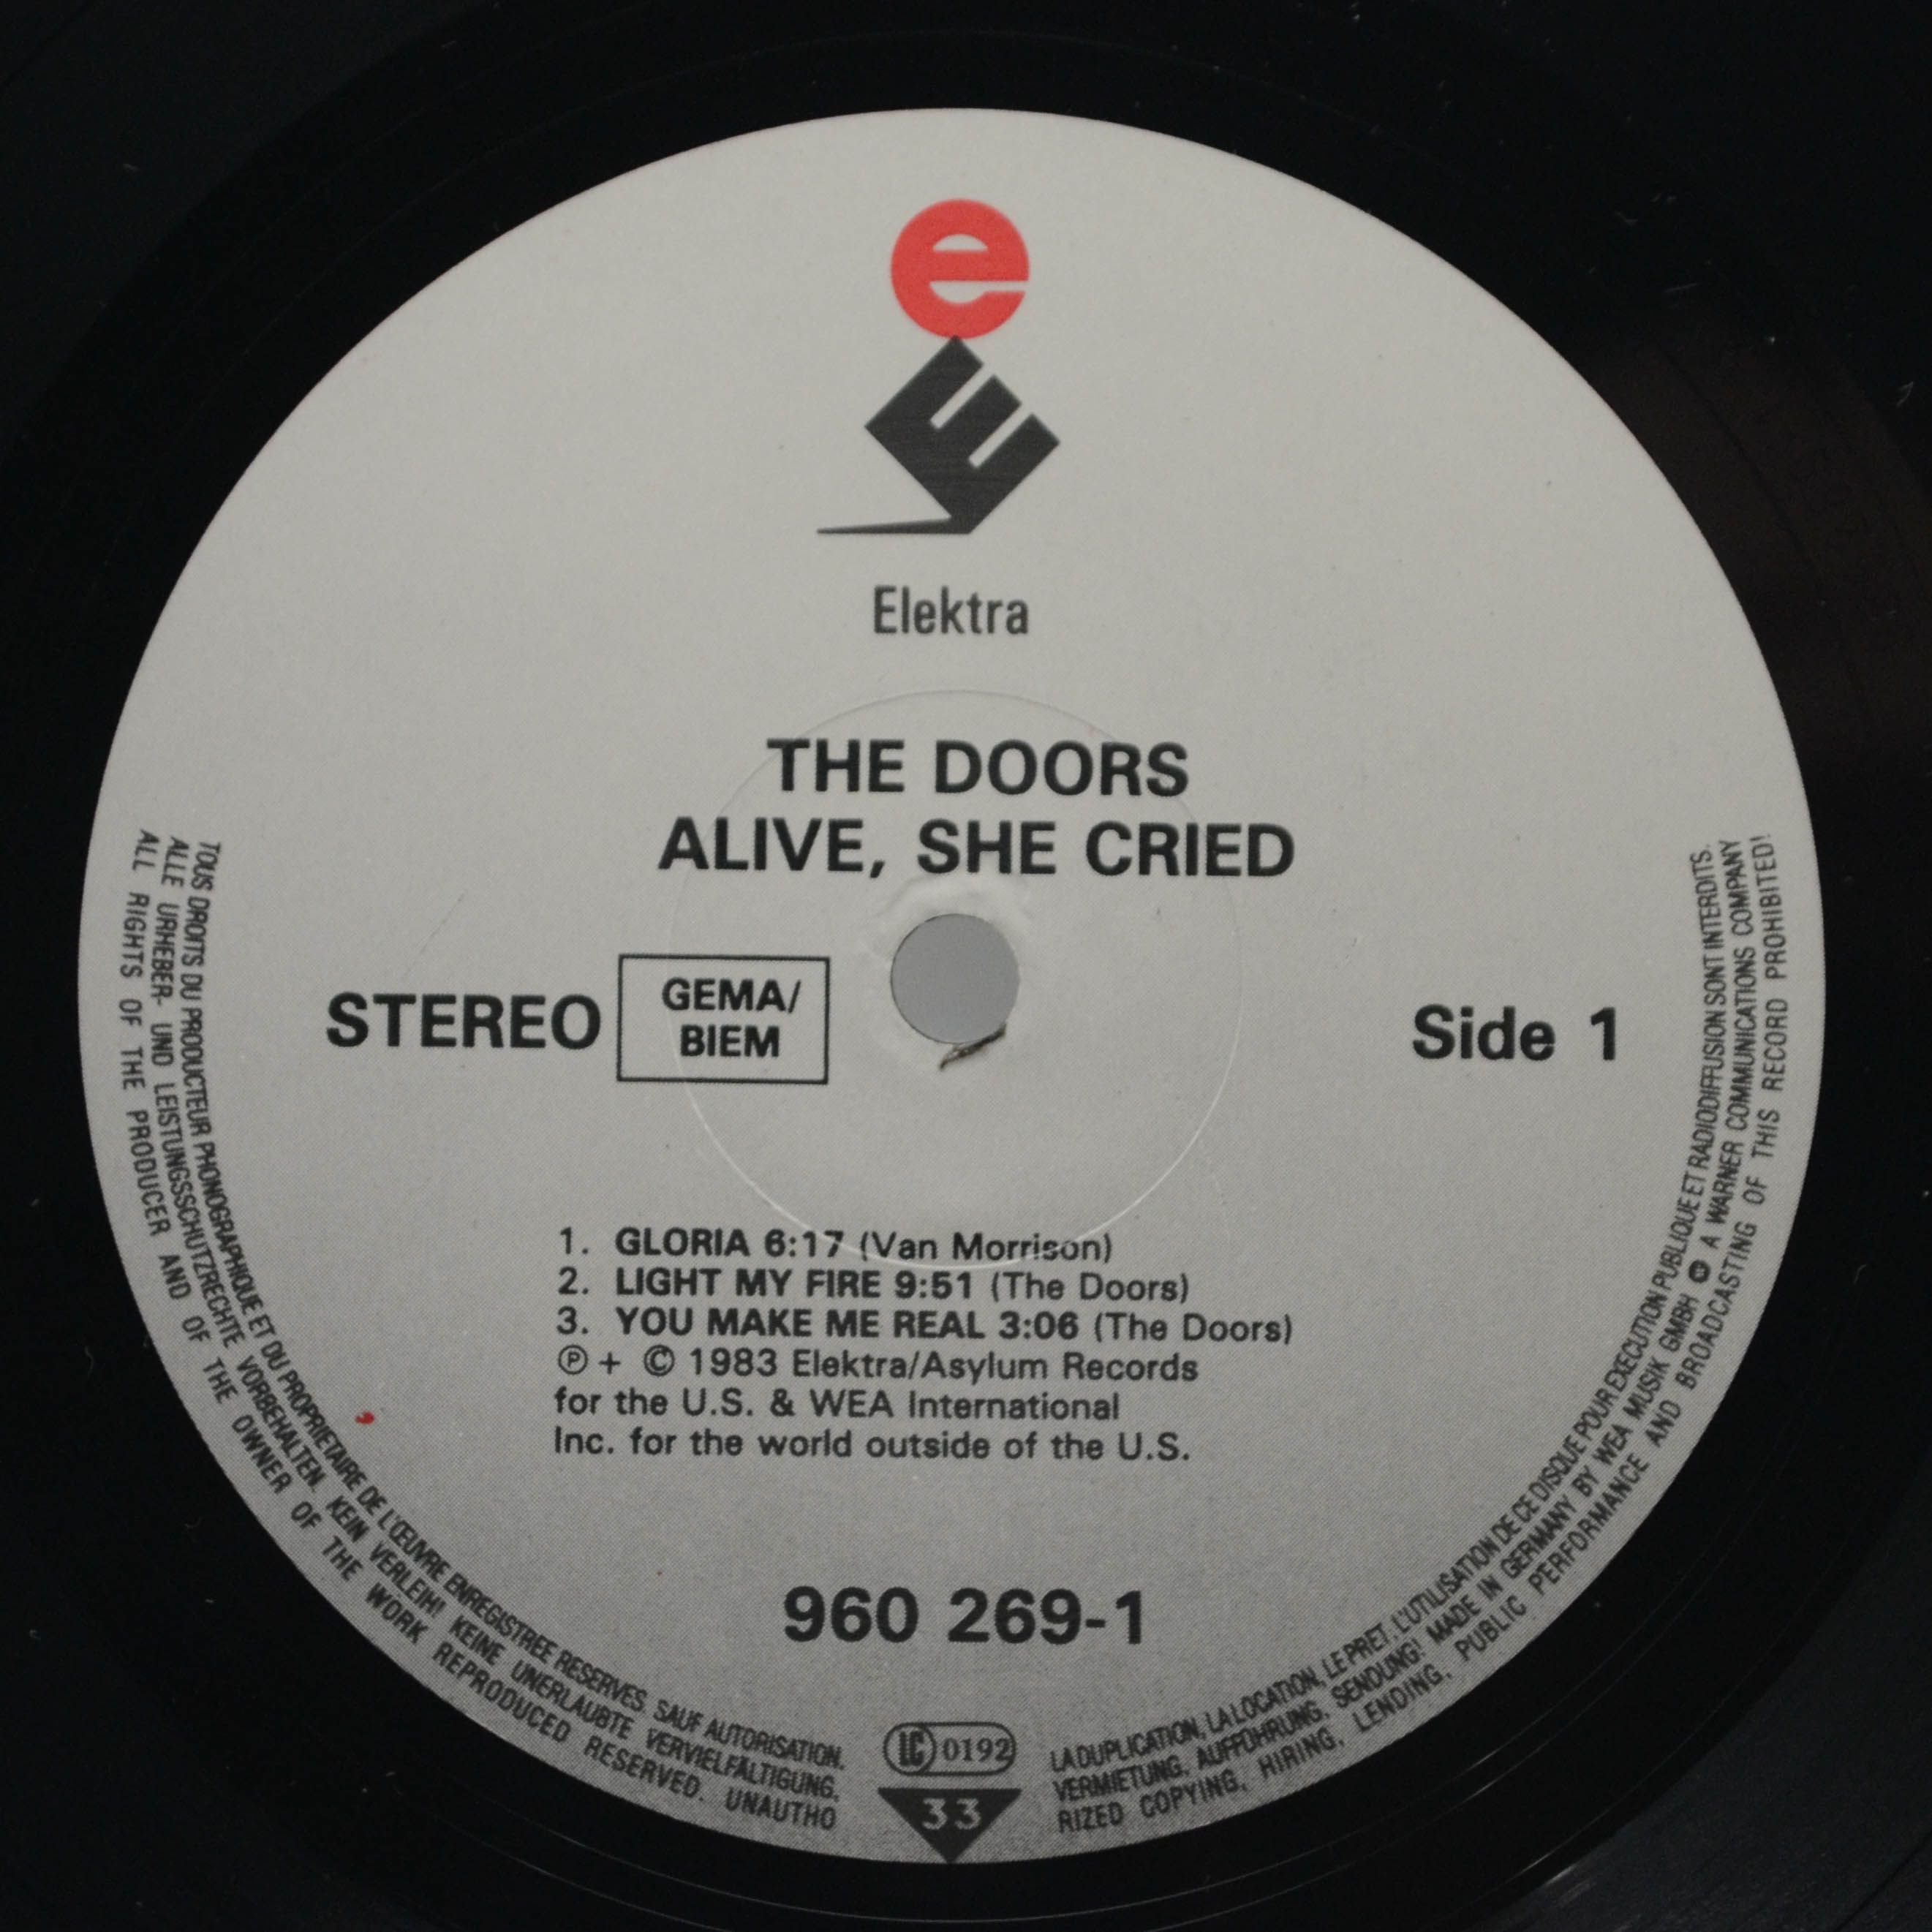 e
E
Elektra
THE DOORS
ALIVE, SHE CRIED
STEREO
GEMA/
BIEM
Side 1
1. GLORIA 6:17 (Van Morrison)
2. LIGHT MY FIRE 9:51 (The Doors)
3. YOU MAKE ME REAL 3:06 (The Doors)
℗ + © 1983 Elektra/Asylum Records
for the U.S. & WEA International
Inc. for the world outside of the U.S.
960 269-1
LC 0192
33
TOUS DROITS DU PRODUCTEUR PHONOGRAPHIQUE ET DU PROPRIETAIRE DE L'ŒUVRE ENREGISTREE RESERVES. SAUF AUTORISATION, LA DUPLICATION, LA LOCATION, LE PRET, L'UTILISATION DE CE DISQUE POUR EXECUTION PUBLIQUE ET RADIODIFFUSION SONT INTERDITS.
ALLE URHEBER- UND LEISTUNGSSCHUTZRECHTE VORBEHALTEN. KEIN VERLEIH! KEINE UNERLAUBTE VERVIELFÄLTIGUNG, VERMIETUNG, AUFFÜHRUNG, SENDUNG! MADE IN GERMANY BY WEA MUSIK GMBH A WARNER COMMUNICATIONS COMPANY
ALL RIGHTS OF THE PRODUCER AND OF THE OWNER OF THE WORK REPRODUCED RESERVED. UNAUTHORIZED COPYING, HIRING, LENDING, PUBLIC PERFORMANCE AND BROADCASTING OF THIS RECORD PROHIBITED!